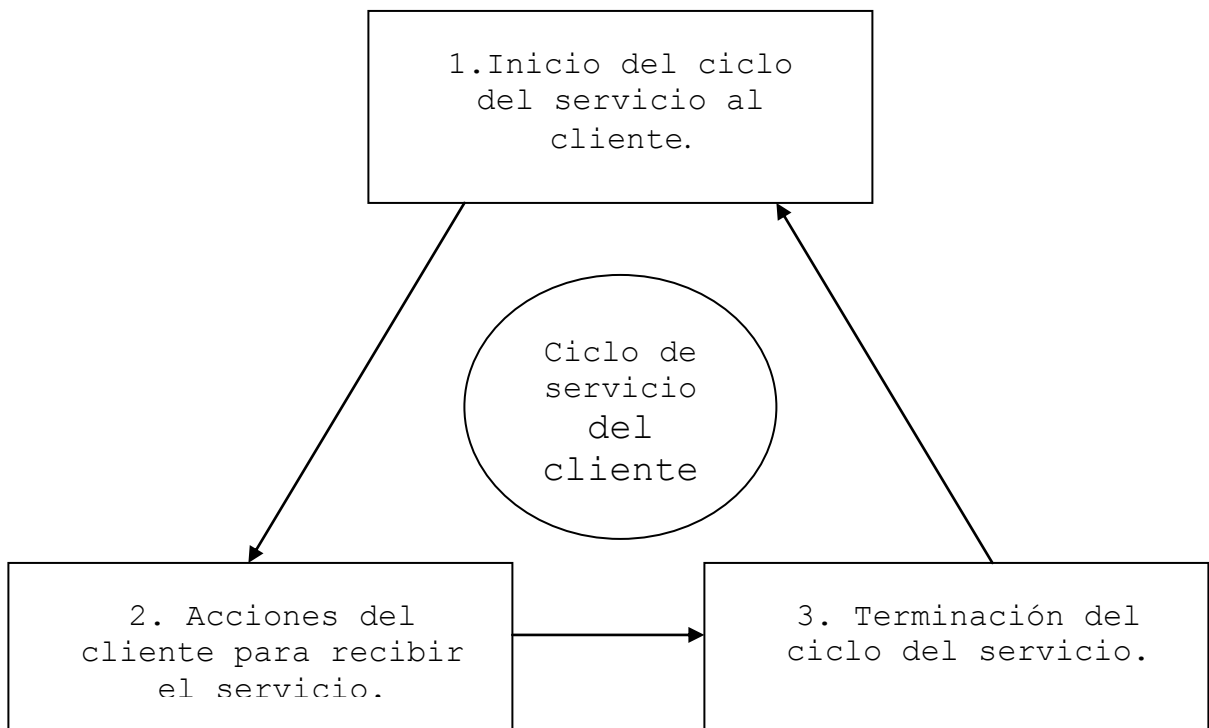 1.Inicio del ciclo
del servicio al
cliente.
Ciclo de
servicio
del
cliente
2. Acciones del
cliente para recibir
el servicio.
3. Terminación del
ciclo del servicio.